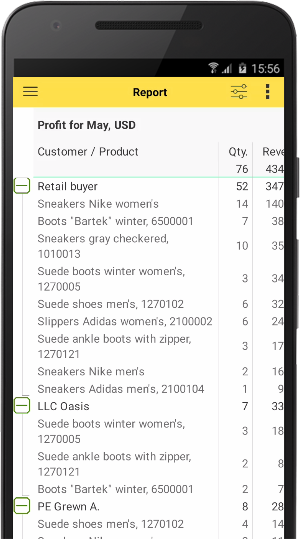 15:56
Report
Profit for May, USD
Customer / Product Qty. Reve
76 434
Retail buyer 52 347
Sneakers Nike women's 14 140
Boots "Bartek" winter, 6500001 7 38
Sneakers gray checkered, 10 35
1010013
Suede boots winter women's, 3 34
1270005
Suede shoes men's, 1270102 6 32
Slippers Adidas women's, 2100002 6 24
Suede ankle boots with zipper, 3 17
1270121
Sneakers Nike men's 2 16
Sneakers Adidas men's, 2100104 1 9
LLC Oasis 7 33
Suede boots winter women's, 3 18
1270005
Suede ankle boots with zipper, 2 8
1270121
Boots "Bartek" winter, 6500001 2 7
PE Grewn A. 8 28
Suede shoes men's, 1270102 4 14